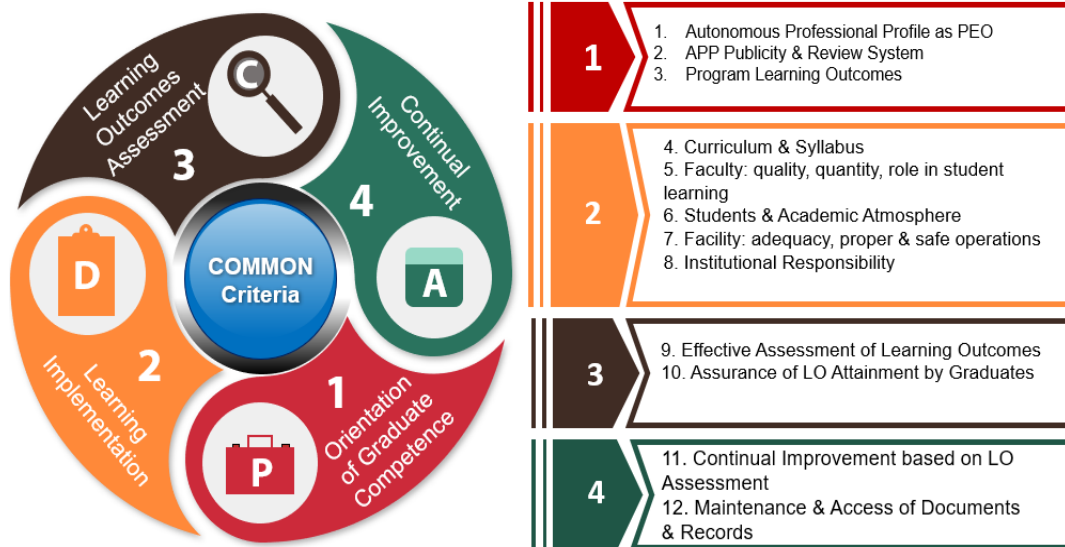 Learning
Outcomes
Assessment
3
C
Continual
Improvement
4
A
COMMON
Criteria
D
2
Learning
Implementation
1
Orientation
of Graduate
Competence
P
1
1. Autonomous Professional Profile as PEO
2. APP Publicity & Review System
3. Program Learning Outcomes
2
4. Curriculum & Syllabus
5. Faculty: quality, quantity, role in student
learning
6. Students & Academic Atmosphere
7. Facility: adequacy, proper & safe operations
8. Institutional Responsibility
3
9. Effective Assessment of Learning Outcomes
10. Assurance of LO Attainment by Graduates
4
11. Continual Improvement based on LO
Assessment
12. Maintenance & Access of Documents
& Records